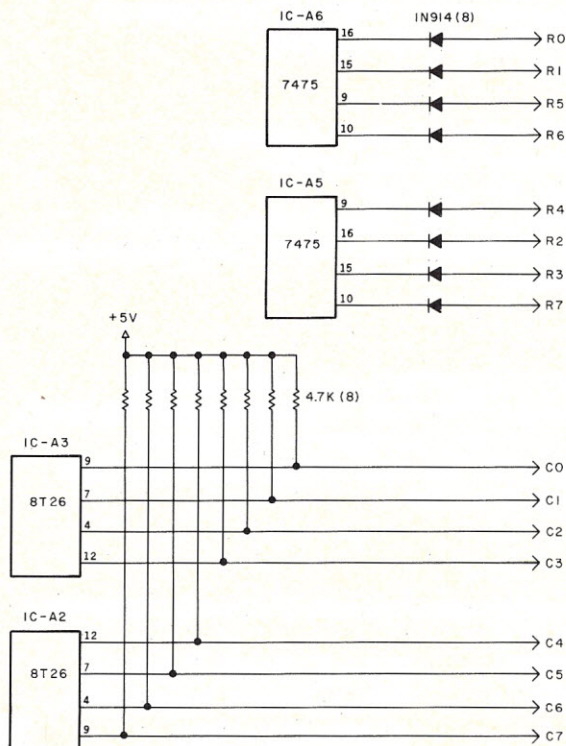 IC-A6
IN914(8)
7475
16
R0
15
R1
9
R5
10
R6
IC-A5
7475
9
R4
16
R2
15
R3
10
R7
+5V
4.7K (8)
IC-A3
8T26
9
C0
7
C1
4
C2
12
C3
IC-A2
8T26
12
C4
7
C5
4
C6
9
C7